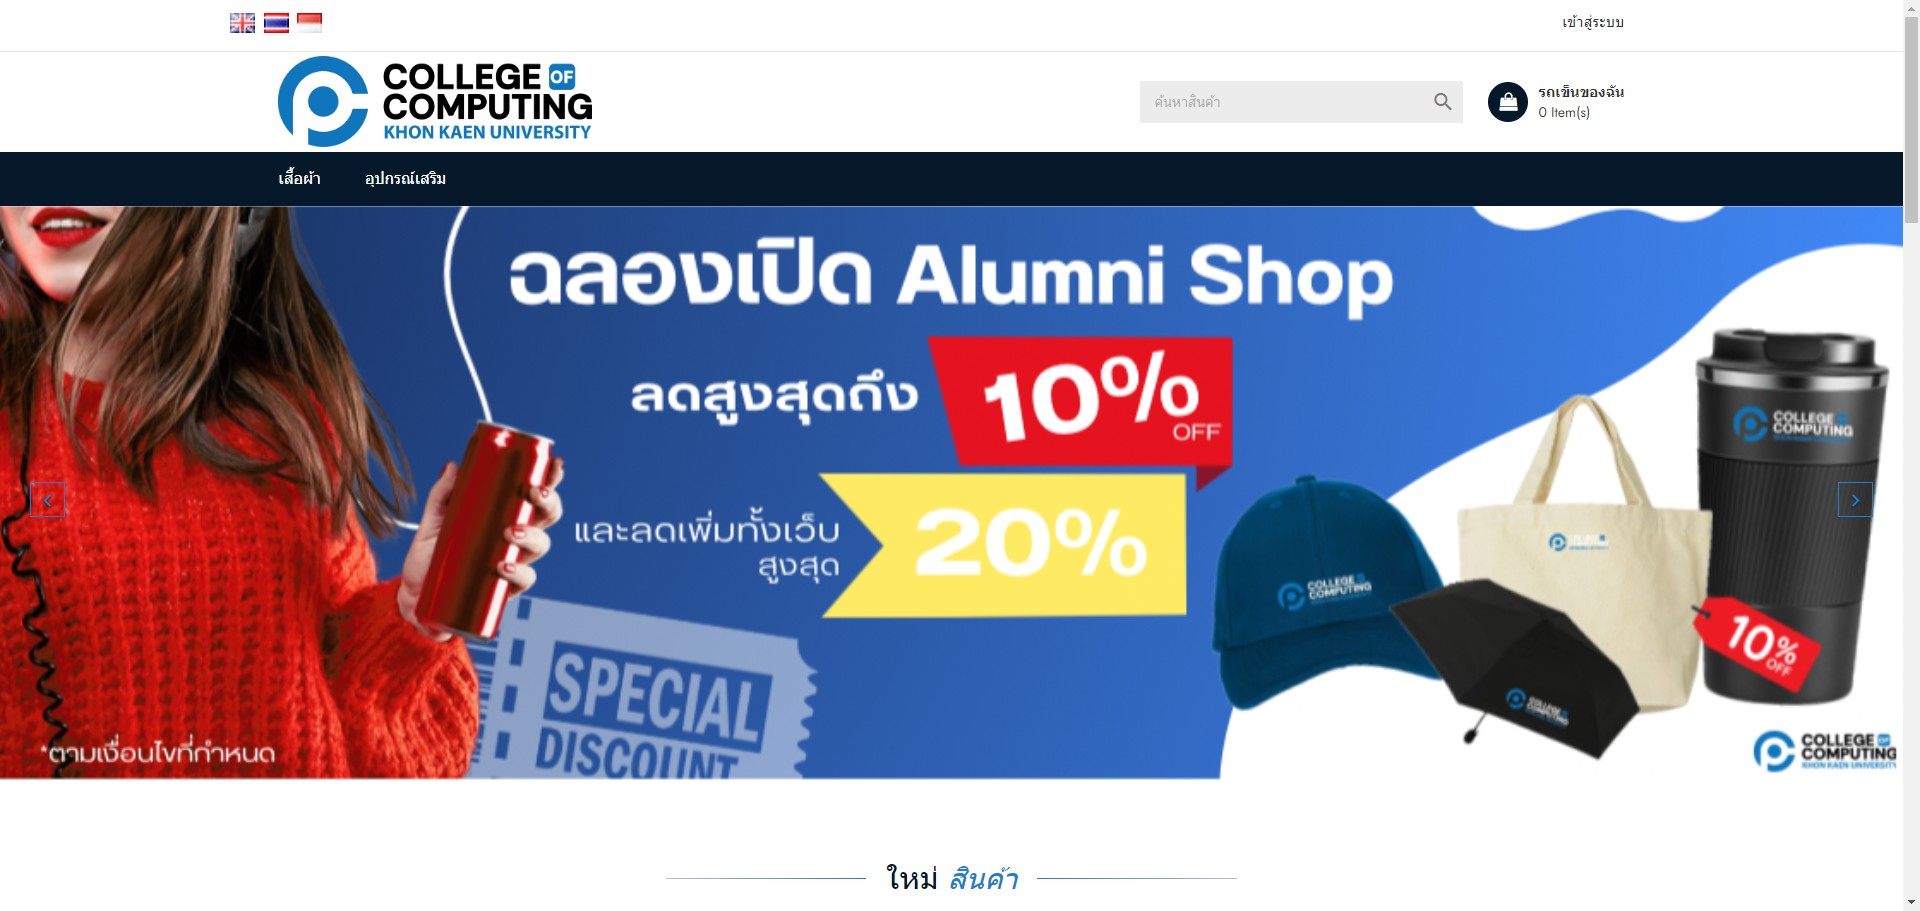 เข้าสู่ระบบ
COLLEGE OF
COMPUTING
KHON KAEN UNIVERSITY
ค้นหาสินค้า
รถเข็นของฉัน
0 Item(s)
เสื้อผ้า
อุปกรณ์เสริม
ฉลองเปิด Alumni Shop
ลดสูงสุดถึง
10%
OFF
และลดเพิ่มทั้งเว็บ
สูงสุด
20%
SPECIAL
DISCOUNT
*ตามเงื่อนไขที่กำหนด
COLLEGE OF
COMPUTING
COLLEGE
COMPUTING
COLLEGE
COMPUTING
10%
OFF
COLLEGE OF
COMPUTING
KHON KAEN UNIVERSITY
ใหม่ สินค้า